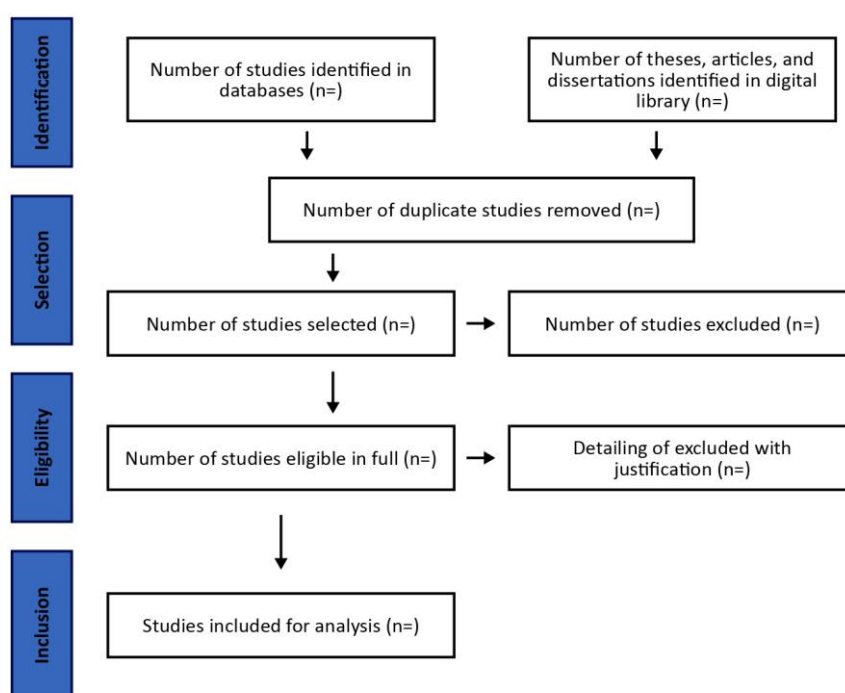 Identification
Number of studies identified in
databases (n=)
Number of theses, articles, and
dissertations identified in digital
library (n=)
Number of duplicate studies removed (n=)
Selection
Number of studies selected (n=)
Number of studies excluded (n=)
Eligibility
Number of studies eligible in full (n=)
Detailing of excluded with
justification (n=)
Inclusion
Studies included for analysis (n=)